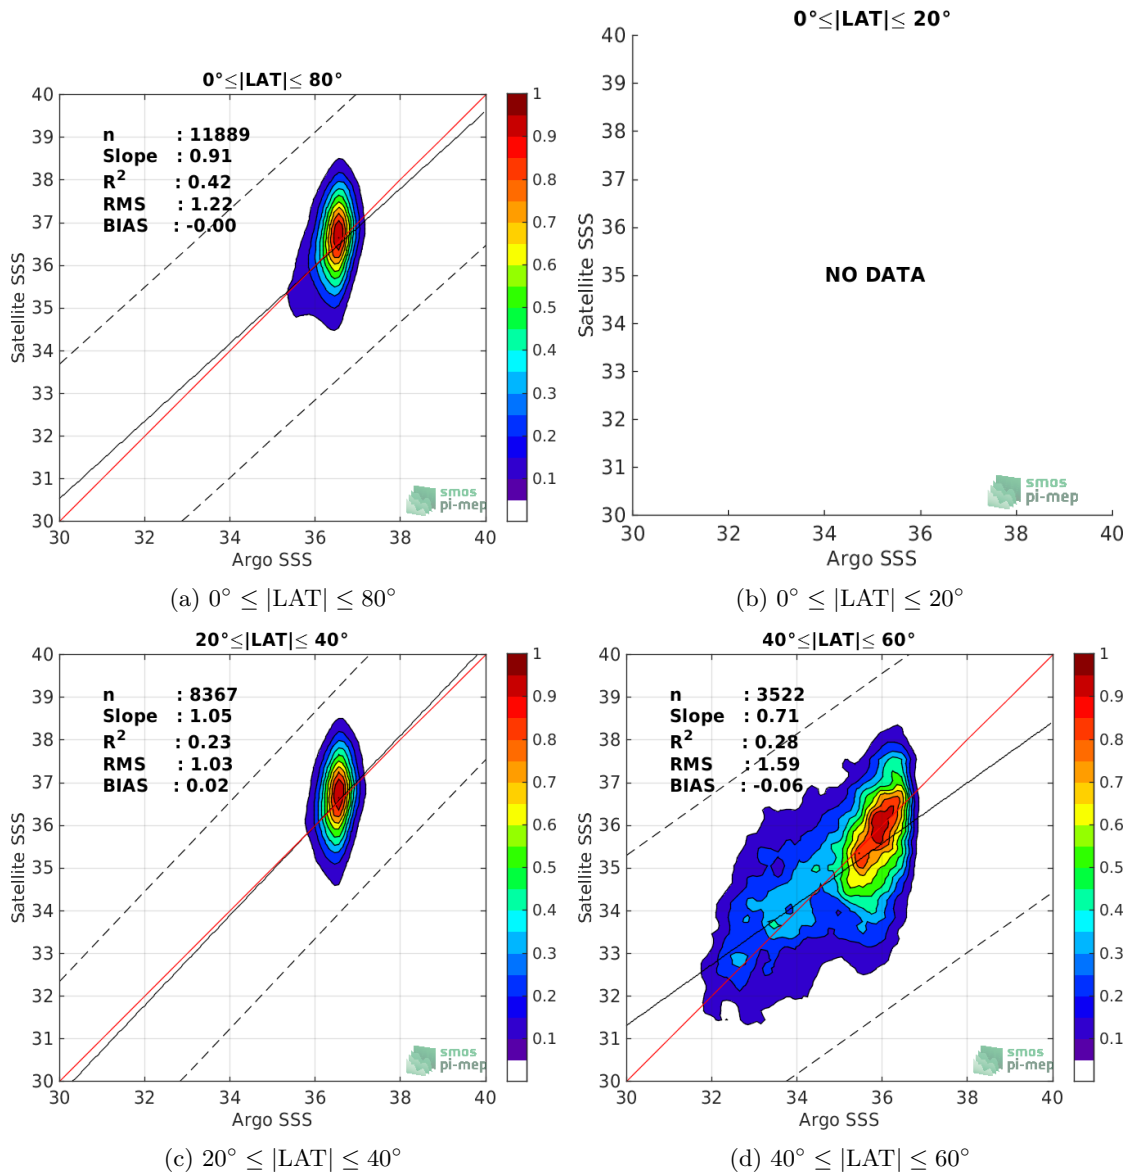 0°≤|LAT|≤ 80°
40
39
38
37
36
35
34
33
32
31
30
30 32 34 36 38 40
Satellite SSS
Argo SSS
n : 11889
Slope : 0.91
R² : 0.42
RMS : 1.22
BIAS : -0.00
1
0.9
0.8
0.7
0.6
0.5
0.4
0.3
0.2
0.1
smos
pi-mep
(a) 0° ≤ |LAT| ≤ 80°
0°≤|LAT|≤ 20°
40
39
38
37
36
35
34
33
32
31
30
30 32 34 36 38 40
Satellite SSS
Argo SSS
NO DATA
smos
pi-mep
(b) 0° ≤ |LAT| ≤ 20°
20°≤|LAT|≤ 40°
40
39
38
37
36
35
34
33
32
31
30
30 32 34 36 38 40
Satellite SSS
Argo SSS
n : 8367
Slope : 1.05
R² : 0.23
RMS : 1.03
BIAS : 0.02
1
0.9
0.8
0.7
0.6
0.5
0.4
0.3
0.2
0.1
smos
pi-mep
(c) 20° ≤ |LAT| ≤ 40°
40°≤|LAT|≤ 60°
40
39
38
37
36
35
34
33
32
31
30
30 32 34 36 38 40
Satellite SSS
Argo SSS
n : 3522
Slope : 0.71
R² : 0.28
RMS : 1.59
BIAS : -0.06
1
0.9
0.8
0.7
0.6
0.5
0.4
0.3
0.2
0.1
smos
pi-mep
(d) 40° ≤ |LAT| ≤ 60°